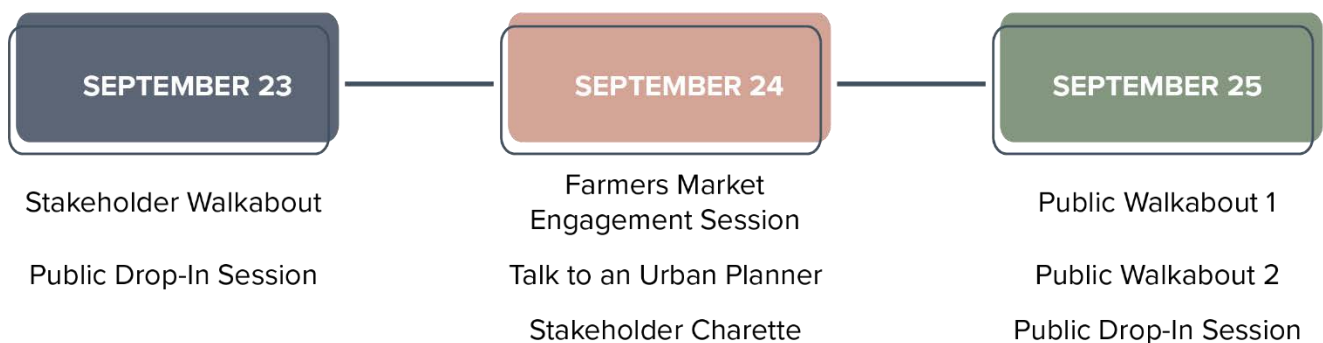 SEPTEMBER 23
Stakeholder Walkabout
Public Drop-In Session
SEPTEMBER 24
Farmers Market
Engagement Session
Talk to an Urban Planner
Stakeholder Charette
SEPTEMBER 25
Public Walkabout 1
Public Walkabout 2
Public Drop-In Session